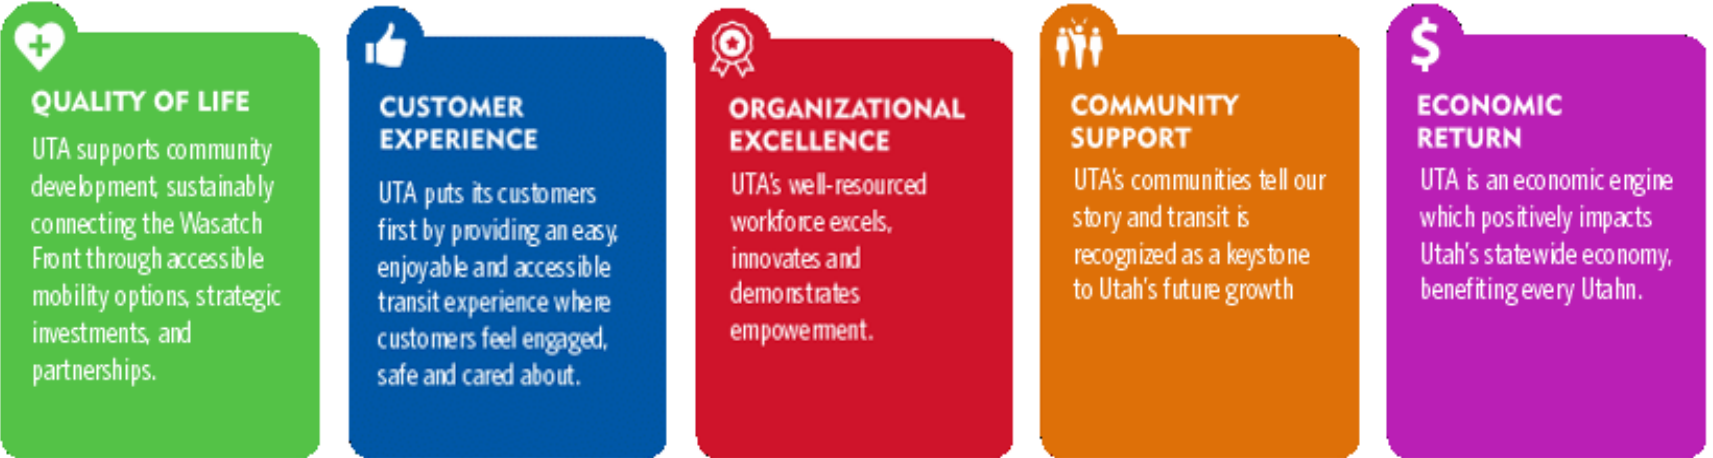 QUALITY OF LIFE
UTA supports community
development, sustainably
connecting the Wasatch
Front through accessible
mobility options, strategic
investments, and
partnerships.
CUSTOMER
EXPERIENCE
UTA puts its customers
first by providing an easy,
enjoyable and accessible
transit experience where
customers feel engaged,
safe and cared about.
ORGANIZATIONAL
EXCELLENCE
UTA's well-resourced
workforce excels,
innovates and
demonstrates
empowerment.
COMMUNITY
SUPPORT
UTA's communities tell our
story and transit is
recognized as a keystone
to Utah's future growth
$
ECONOMIC
RETURN
UTA is an economic engine
which positively impacts
Utah's statewide economy,
benefiting every Utahn.